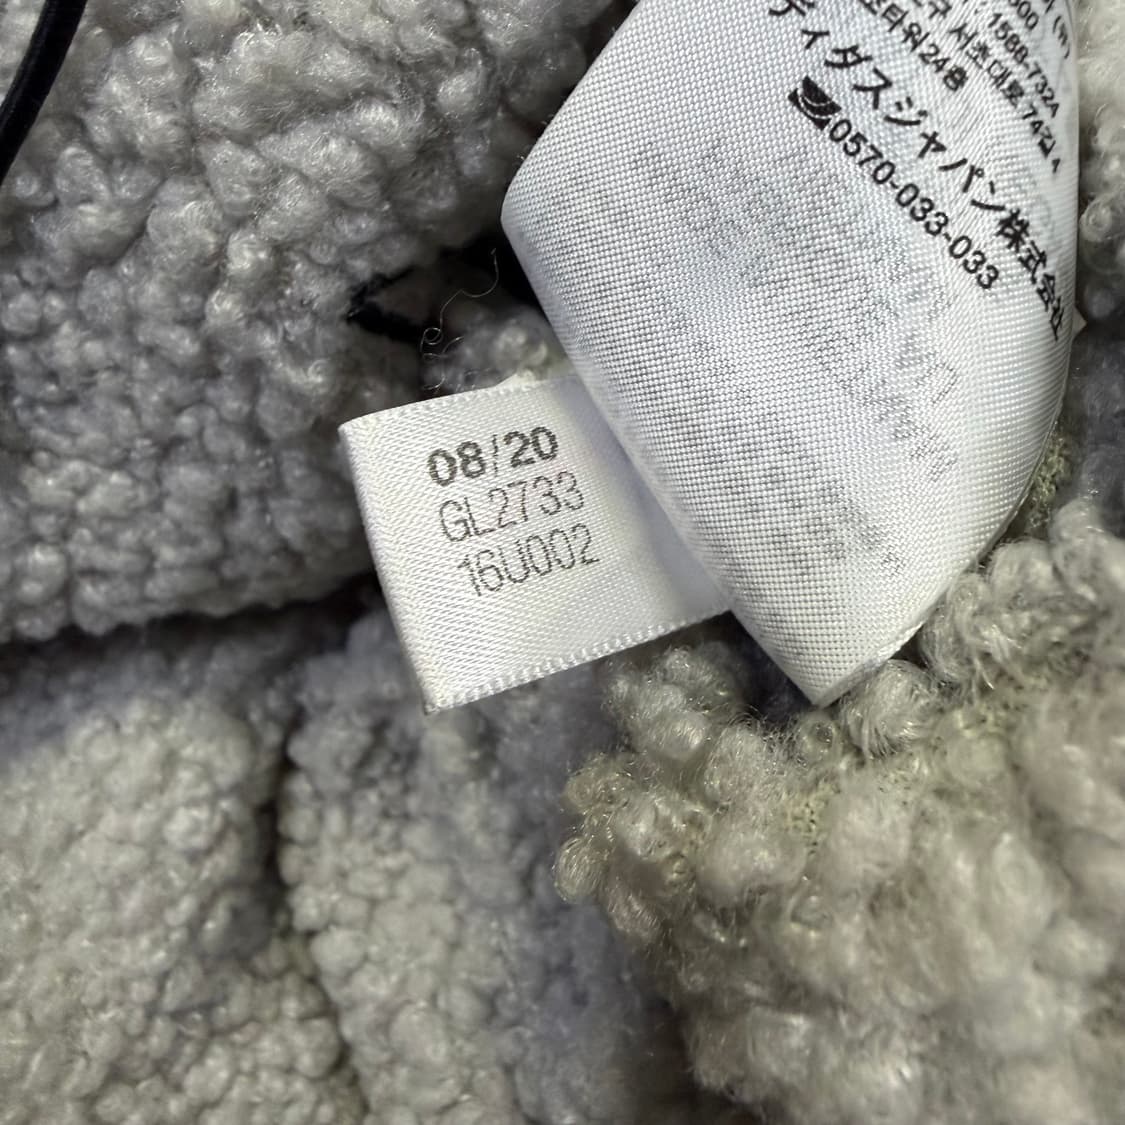 1588-7324
서초대로 74길 4
타워 24층
ディダスジャパン株式会社
0570-033-033
08/20
GL2733
16U002